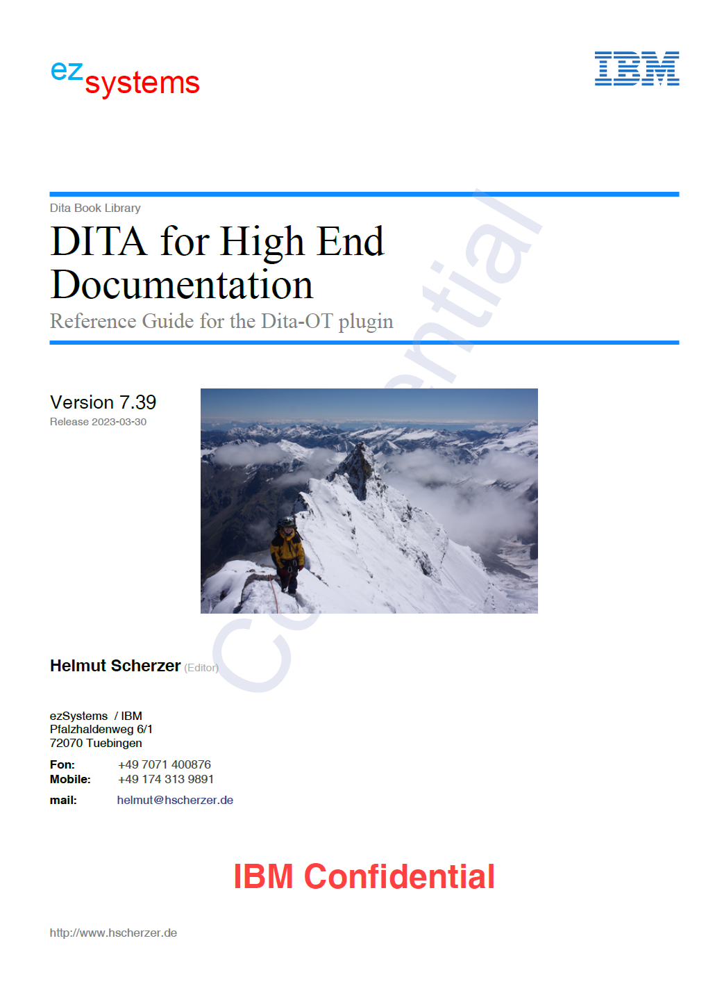 ez systems
IBM
Dita Book Library
DITA for High End
Documentation
Reference Guide for the Dita-OT plugin
Version 7.39
Release 2023-03-30
Confidential
Helmut Scherzer (Editor)
ezSystems / IBM
Pfalzhaldenweg 6/1
72070 Tuebingen
Fon: +49 7071 400876
Mobile: +49 174 313 9891
mail: helmut@hscherzer.de
IBM Confidential
http://www.hscherzer.de